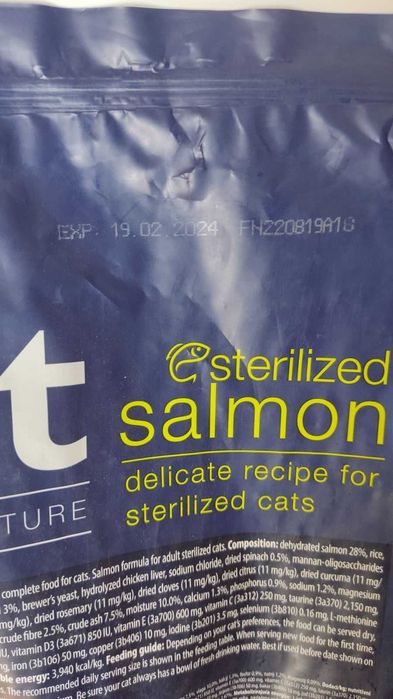 EXP. 19.02.2024 FNZ20819A18
t
sterilized
salmon
TURE
delicate recipe for
sterilized cats
complete food for cats. Salmon formula for adult sterilized cats. Composition: dehydrated salmon 28%, rice,
3%, brewer's yeast, hydrolyzed chicken liver, sodium chloride, dried spinach 0.5%, mannan-oligosaccharides
mg/kg), dried rosemary (11 mg/kg), dried cloves (11 mg/kg), dried citrus (11 mg/kg), dried curcuma (11 mg/
crude fibre 2.5%, crude ash 7.5%, moisture 10.0%, calcium 1.3%, phosphorus 0.9%, sodium 1.2%, magnesium
IU, vitamin D3 (3a671) 850 IU, vitamin E (3a700) 600 mg, vitamin C (3a312) 250 mg, taurine (3a370) 2,150 mg,
ng, iron (3b106) 50 mg, copper (3b406) 10 mg, iodine (3b201) 3.5 mg, selenium (3b810) 0.16 mg, L-methionine
ble energy: 3,940 kcal/kg. Feeding guide: Depending on your cat's preferences, the food can be served dry,
s. The recommended daily serving size is shown in the feeding table. When serving new food for the first time,
Be sure your cat always has a bowl of fresh drinking water. Best if used before date shown on